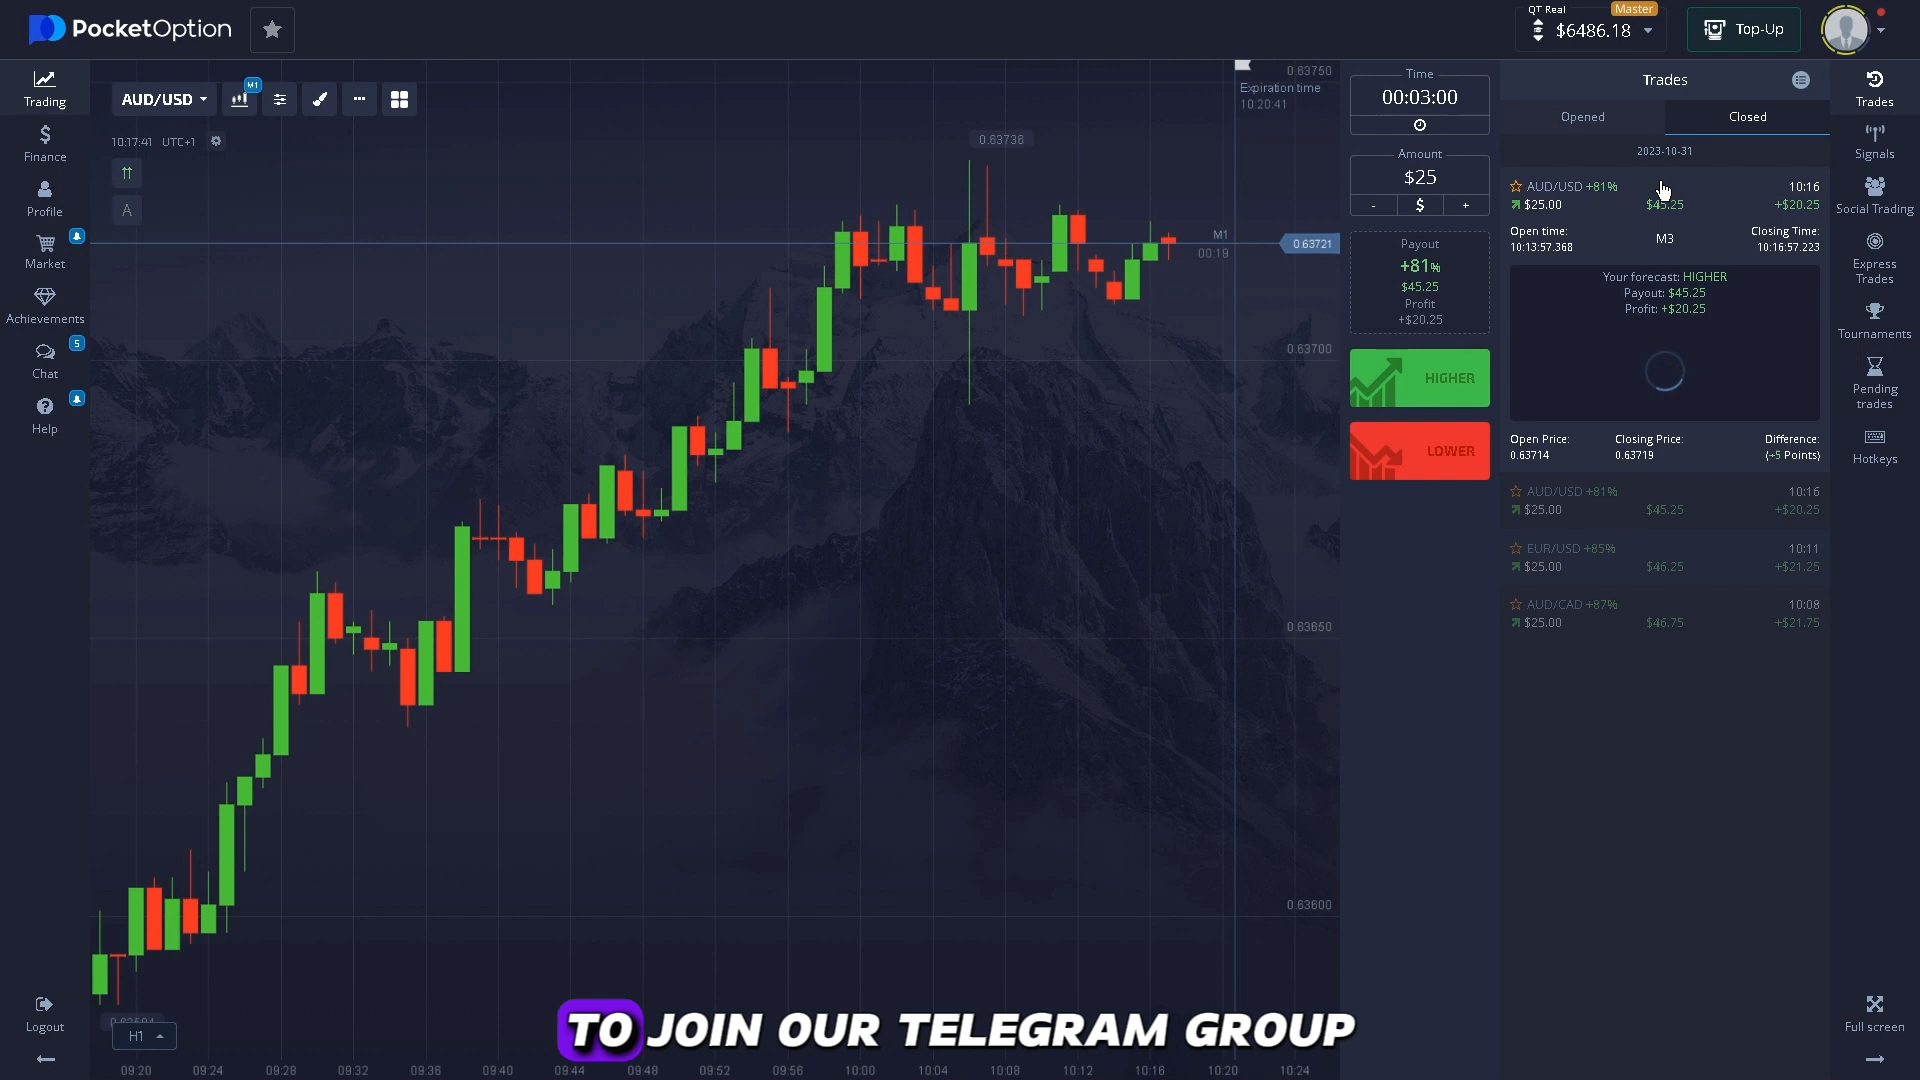 PocketOption
QT Real
Master
$6486.18
Top-Up
Trading
Finance
Profile
Market
Achievements
5
Chat
Help
Logout
AUD/USD
M1
10:17:41 UTC+1
A
0.63736
Expiration time
10:20:41
0.63750
M1
00:19
0.63721
0.63700
0.63650
0.63600
H1
09:20 09:24 09:28 09:32 09:36 09:40 09:44 09:48 09:52 09:56 10:00 10:04 10:08 10:12 10:16 10:20 10:24
TO JOIN OUR TELEGRAM GROUP
Time
00:03:00
Amount
$25
- $ +
Payout
+81%
$45.25
Profit
+$20.25
HIGHER
LOWER
Trades
Opened Closed
2023-10-31
AUD/USD +81% 10:16
$25.00 $45.25 +$20.25
Open time: Closing Time:
10:13:57.368 M3 10:16:57.223
Your forecast: HIGHER
Payout: $45.25
Profit: +$20.25
Open Price: Closing Price: Difference:
0.63714 0.63719 (+5 Points)
AUD/USD +81% 10:16
$25.00 $45.25 +$20.25
EUR/USD +85% 10:11
$25.00 $46.25 +$21.25
AUD/CAD +87% 10:08
$25.00 $46.75 +$21.75
Trades
Signals
Social Trading
Express
Trades
Tournaments
Pending
trades
Hotkeys
Full screen